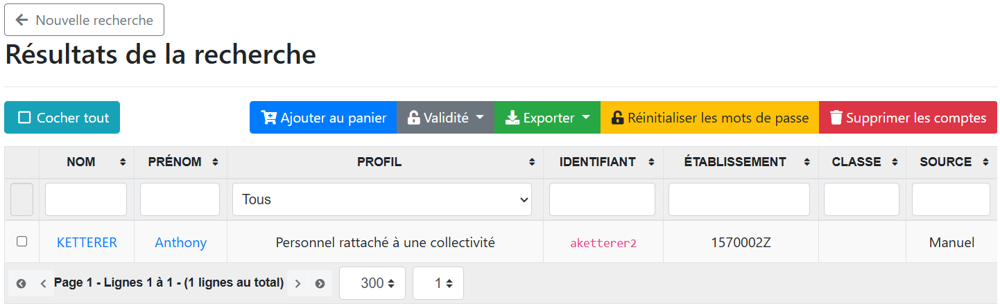 Nouvelle recherche
Résultats de la recherche
Cocher tout Ajouter au panier Validité Exporter Réinitialiser les mots de passe Supprimer les comptes
NOM PRÉNOM PROFIL IDENTIFIANT ÉTABLISSEMENT CLASSE SOURCE
Tous
KETTERER Anthony Personnel rattaché à une collectivité aketterer2 1570002Z Manuel
Page 1 - Lignes 1 à 1 - (1 lignes au total) 300 1